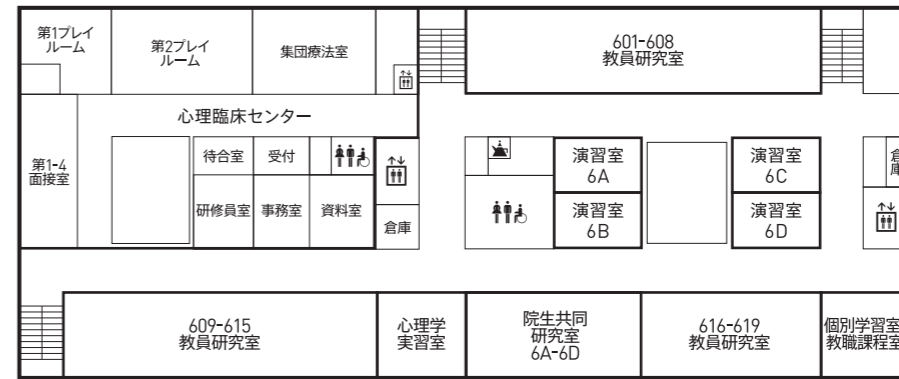 第1プレイ
ルーム
第2プレイ
ルーム
集団療法室
601-608
教員研究室
心理臨床センター
第1-4
面接室
待合室
受付
研修員室
事務室
資料室
倉庫
演習室
6A
演習室
6B
演習室
6C
演習室
6D
倉
庫
609-615
教員研究室
心理学
実習室
院生共同
研究室
6A-6D
616-619
教員研究室
個別学習室
教職課程室